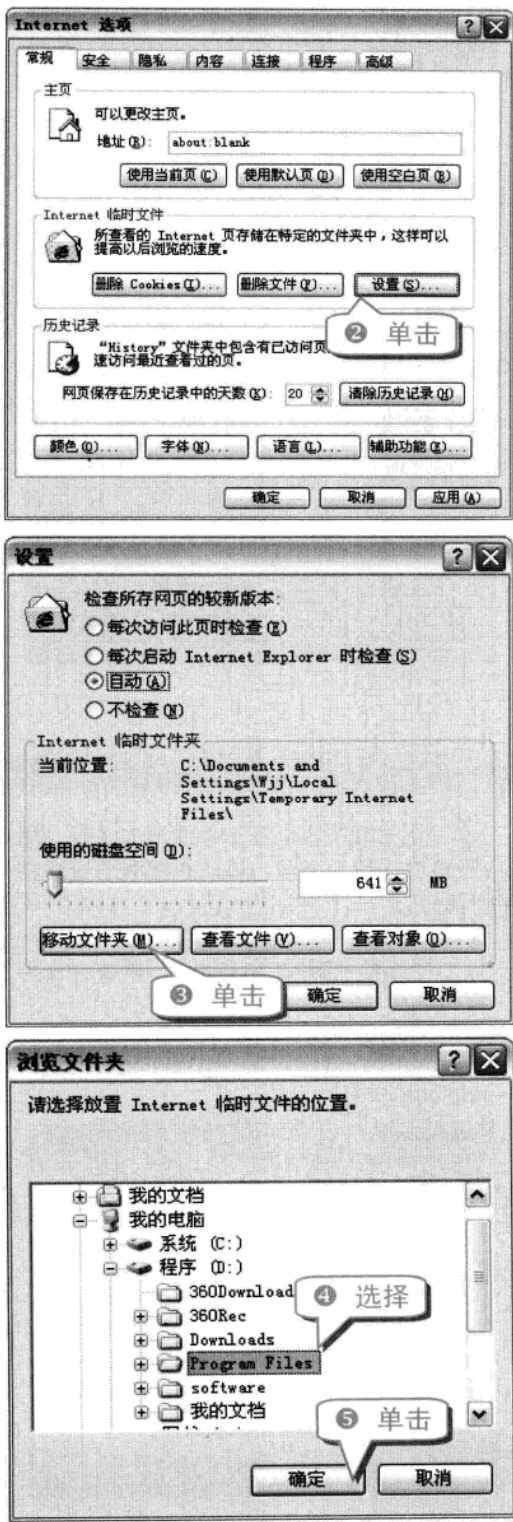 Internet 选项
常规 安全 隐私 内容 连接 程序 高级
主页
可以更改主页。
地址(R): about:blank
使用当前页(C) 使用默认页(D) 使用空白页(B)
Internet 临时文件
所查看的 Internet 页存储在特定的文件夹中，这样可以
提高以后浏览的速度。
删除 Cookies(I)... 删除文件(F)... 设置(S)...
❷ 单击
历史记录
“History”文件夹中包含有已访问页
速访问最近查看过的页。
网页保存在历史记录中的天数(K): 20 清除历史记录(H)
颜色(O)... 字体(N)... 语言(L)... 辅助功能(E)...
确定 取消 应用(A)
设置
检查所存网页的较新版本:
每次访问此页时检查(E)
每次启动 Internet Explorer 时检查(S)
自动(A)
不检查(N)
Internet 临时文件夹
当前位置: C:\Documents and
Settings\Wjj\Local
Settings\Temporary Internet
Files\
使用的磁盘空间(D):
641 MB
移动文件夹(M)... 查看文件(V)... 查看对象(O)...
❸ 单击 确定 取消
浏览文件夹
请选择放置 Internet 临时文件的位置。
我的文档
我的电脑
系统 (C:)
程序 (D:)
360Download
❹ 选择
360Rec
Downloads
Program Files
software
我的文档
❺ 单击
确定 取消